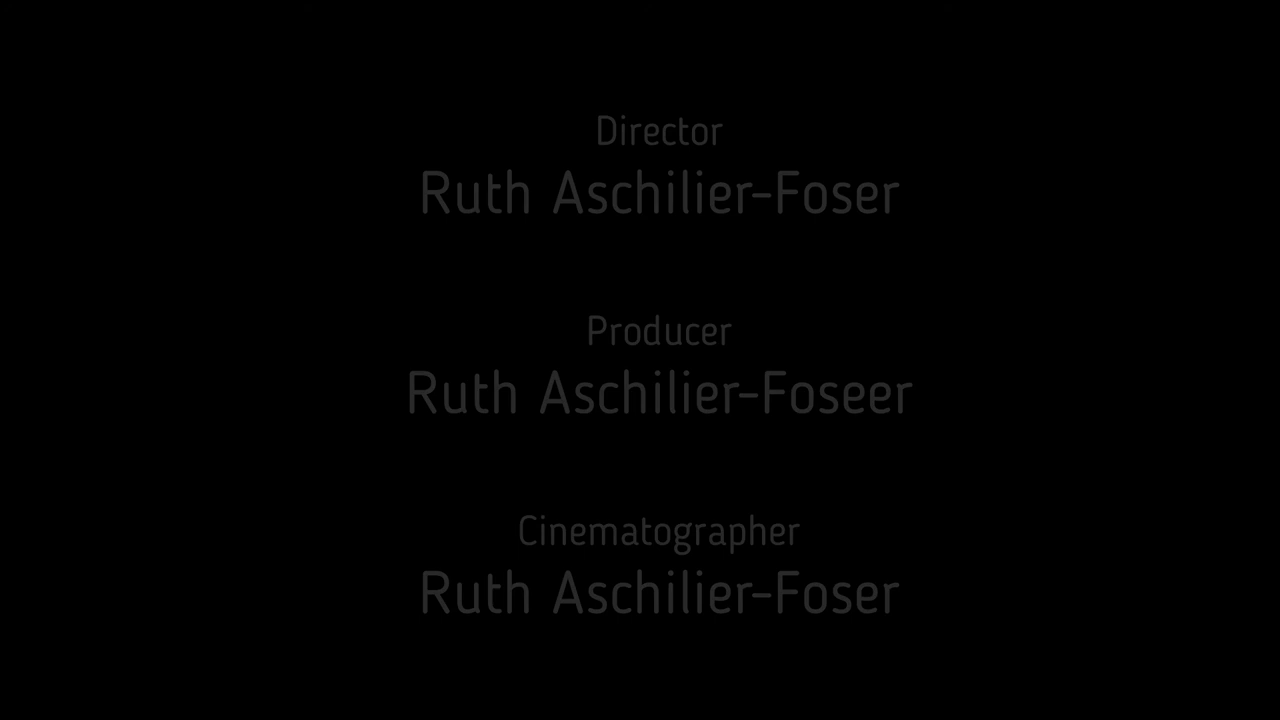 Director
Ruth Aschilier-Foser
Producer
Ruth Aschilier-Foseer
Cinematographer
Ruth Aschilier-Foser